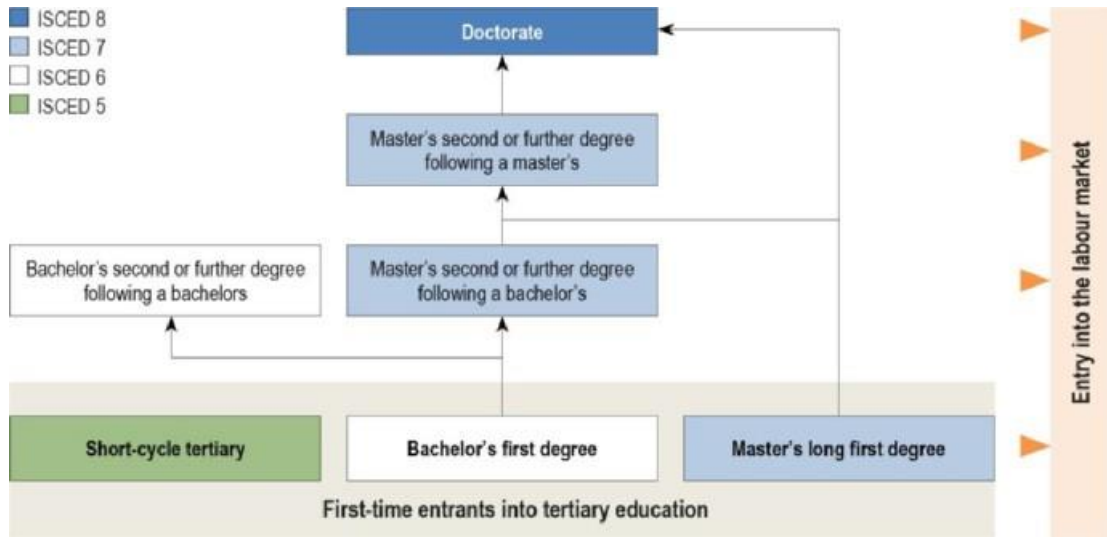 ISCED 8
ISCED 7
ISCED 6
ISCED 5
Doctorate
Master's second or further degree
following a master's
Bachelor's second or further degree
following a bachelors
Master's second or further degree
following a bachelor's
Short-cycle tertiary
Bachelor's first degree
Master's long first degree
First-time entrants into tertiary education
Entry into the labour market